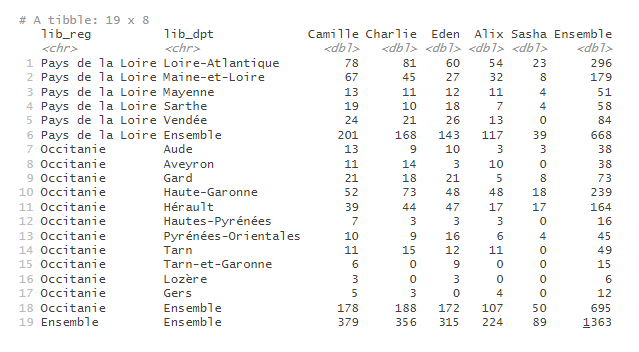 # A tibble: 19 x 8
lib_reg lib_dpt Camille Charlie Eden Alix Sasha Ensemble
<chr> <chr> <dbl> <dbl> <dbl> <dbl> <dbl> <dbl>
1 Pays de la Loire Loire-Atlantique 78 81 60 54 23 296
2 Pays de la Loire Maine-et-Loire 67 45 27 32 8 179
3 Pays de la Loire Mayenne 13 11 12 11 4 51
4 Pays de la Loire Sarthe 19 10 18 7 4 58
5 Pays de la Loire Vendée 24 21 26 13 0 84
6 Pays de la Loire Ensemble 201 168 143 117 39 668
7 Occitanie Aude 13 9 10 3 3 38
8 Occitanie Aveyron 11 14 3 10 0 38
9 Occitanie Gard 21 18 21 5 8 73
10 Occitanie Haute-Garonne 52 73 48 48 18 239
11 Occitanie Hérault 39 44 47 17 17 164
12 Occitanie Hautes-Pyrénées 7 3 3 3 0 16
13 Occitanie Pyrénées-Orientales 10 9 16 6 4 45
14 Occitanie Tarn 11 15 12 11 0 49
15 Occitanie Tarn-et-Garonne 6 0 9 0 0 15
16 Occitanie Lozère 3 0 3 0 0 6
17 Occitanie Gers 5 3 0 4 0 12
18 Occitanie Ensemble 178 188 172 107 50 695
19 Ensemble Ensemble 379 356 315 224 89 1363